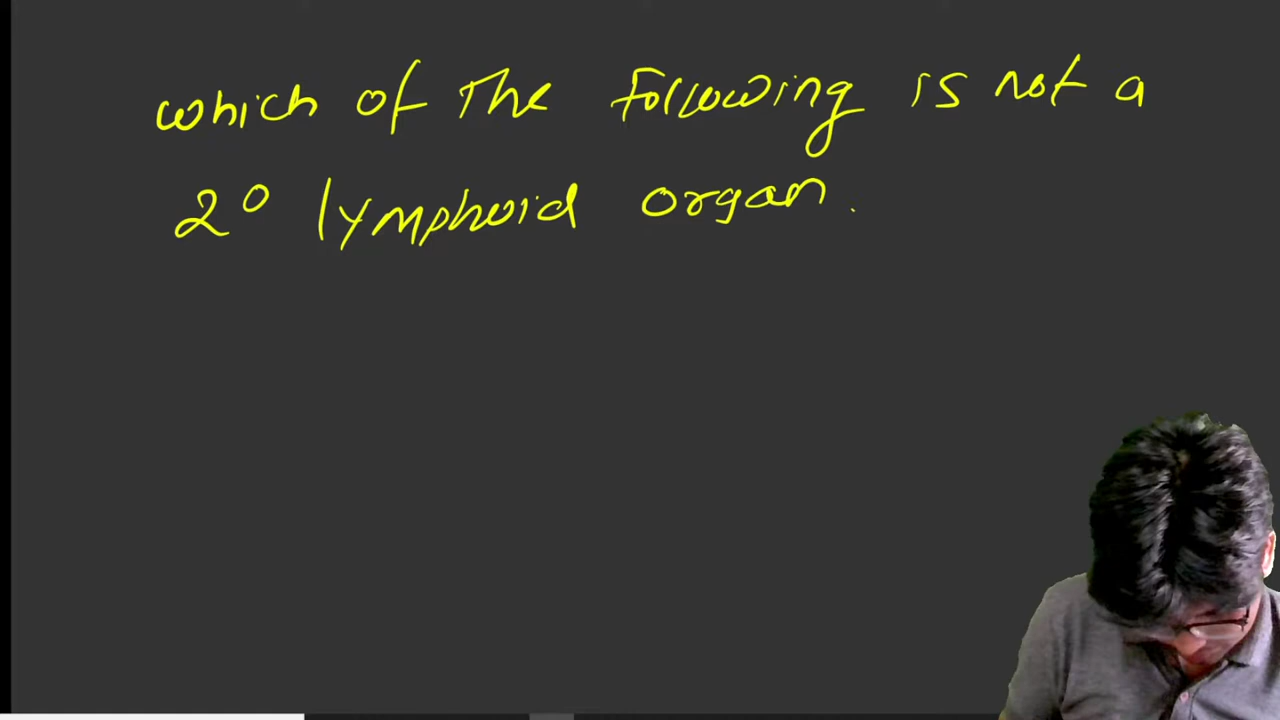 which of the following is not a
2° lymphoid organ.